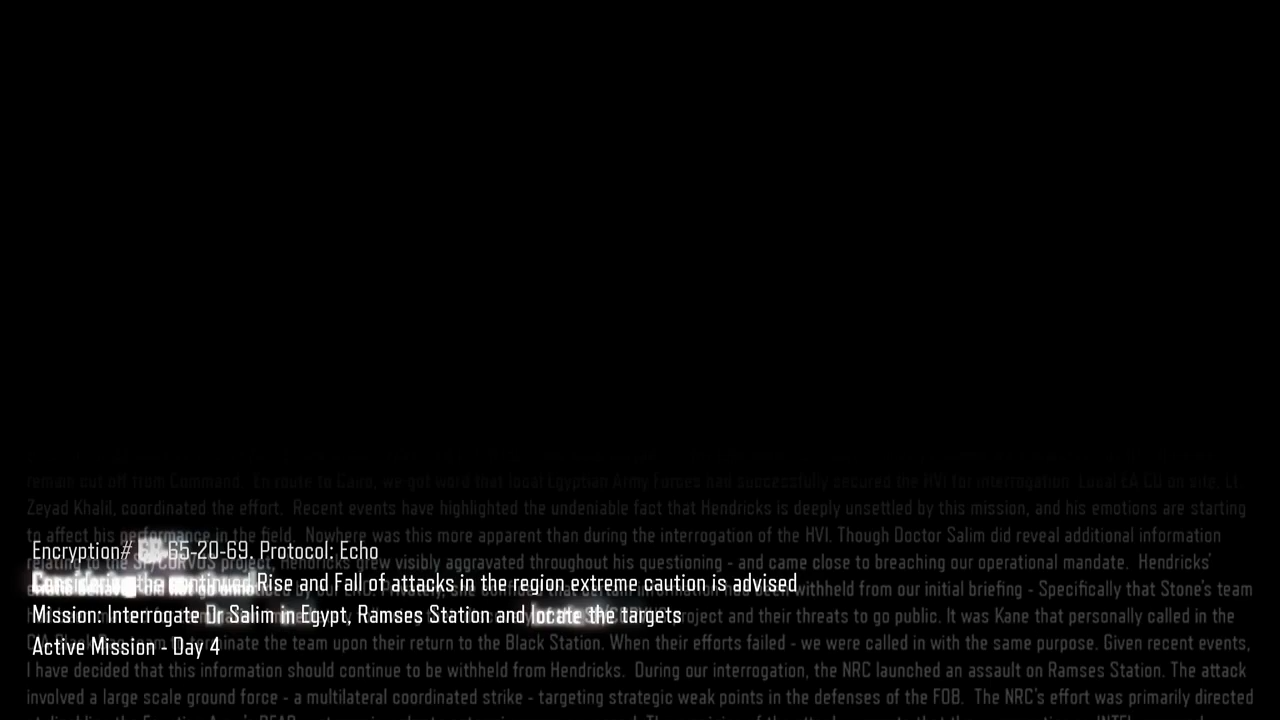 remain cut off from Command. En route to Cairo, we got word that local Egyptian Army Forces had successfully secured the HVI for interrogation. Local EA CO on site, Lt
Zeyad Khalil, coordinated the effort. Recent events have highlighted the undeniable fact that Hendricks is deeply unsettled by this mission, and his emotions are starting
to affect his performance in the field. Nowhere was this more apparent than during the interrogation of the HVI. Though Doctor Salim did reveal additional information
Encryption# 65-20-69, Protocol: Echo
project, Hendricks grew visibly aggravated throughout his questioning - and came close to breaching our operational mandate. Hendricks'
Considering the continued Rise and Fall of attacks in the region extreme caution is advised
withheld from our initial briefing - Specifically that Stone's team
Mission: Interrogate Dr Salim in Egypt, Ramses Station and locate the targets
project and their threats to go public. It was Kane that personally called in the
Active Mission - Day 4
the team upon their return to the Black Station. When their efforts failed - we were called in with the same purpose. Given recent events,
I have decided that this information should continue to be withheld from Hendricks. During our interrogation, the NRC launched an assault on Ramses Station. The attack
involved a large scale ground force - a multilateral coordinated strike - targeting strategic weak points in the defenses of the FOB. The NRC's effort was primarily directed